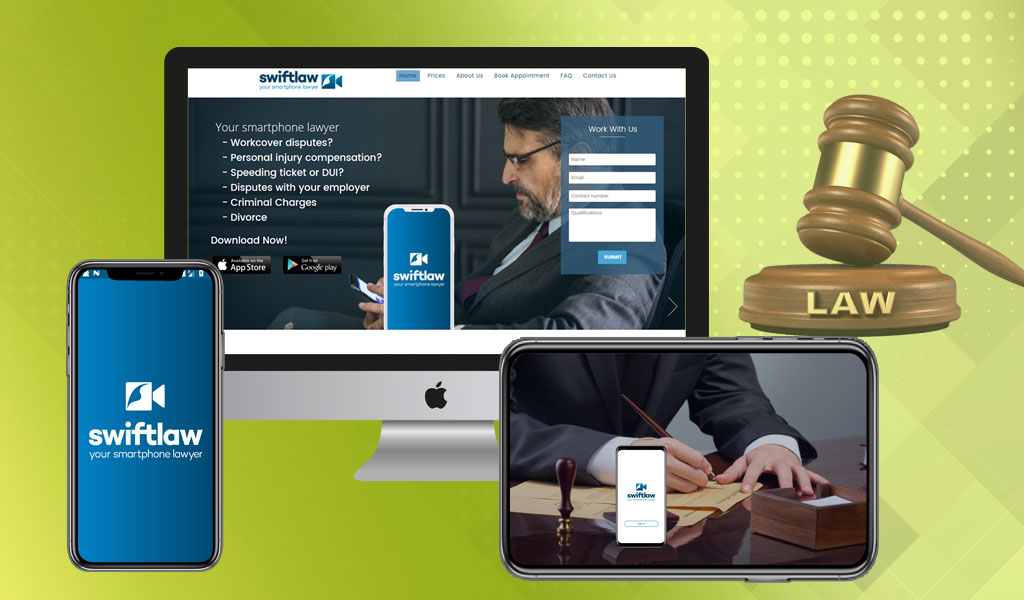 swiftlaw
your smartphone lawyer
Home Prices About Us Book Appointment FAQ Contact Us
Your smartphone lawyer
- Workcover disputes?
- Personal injury compensation?
- Speeding ticket or DUI?
- Disputes with your employer
- Criminal Charges
- Divorce
Download Now!
Available on the
App Store
Get it on
Google play
swiftlaw
your smartphone lawyer
Work With Us
Name
Email
Contact number
Qualifications
SUBMIT
LAW
swiftlaw
your smartphone lawyer
swiftlaw